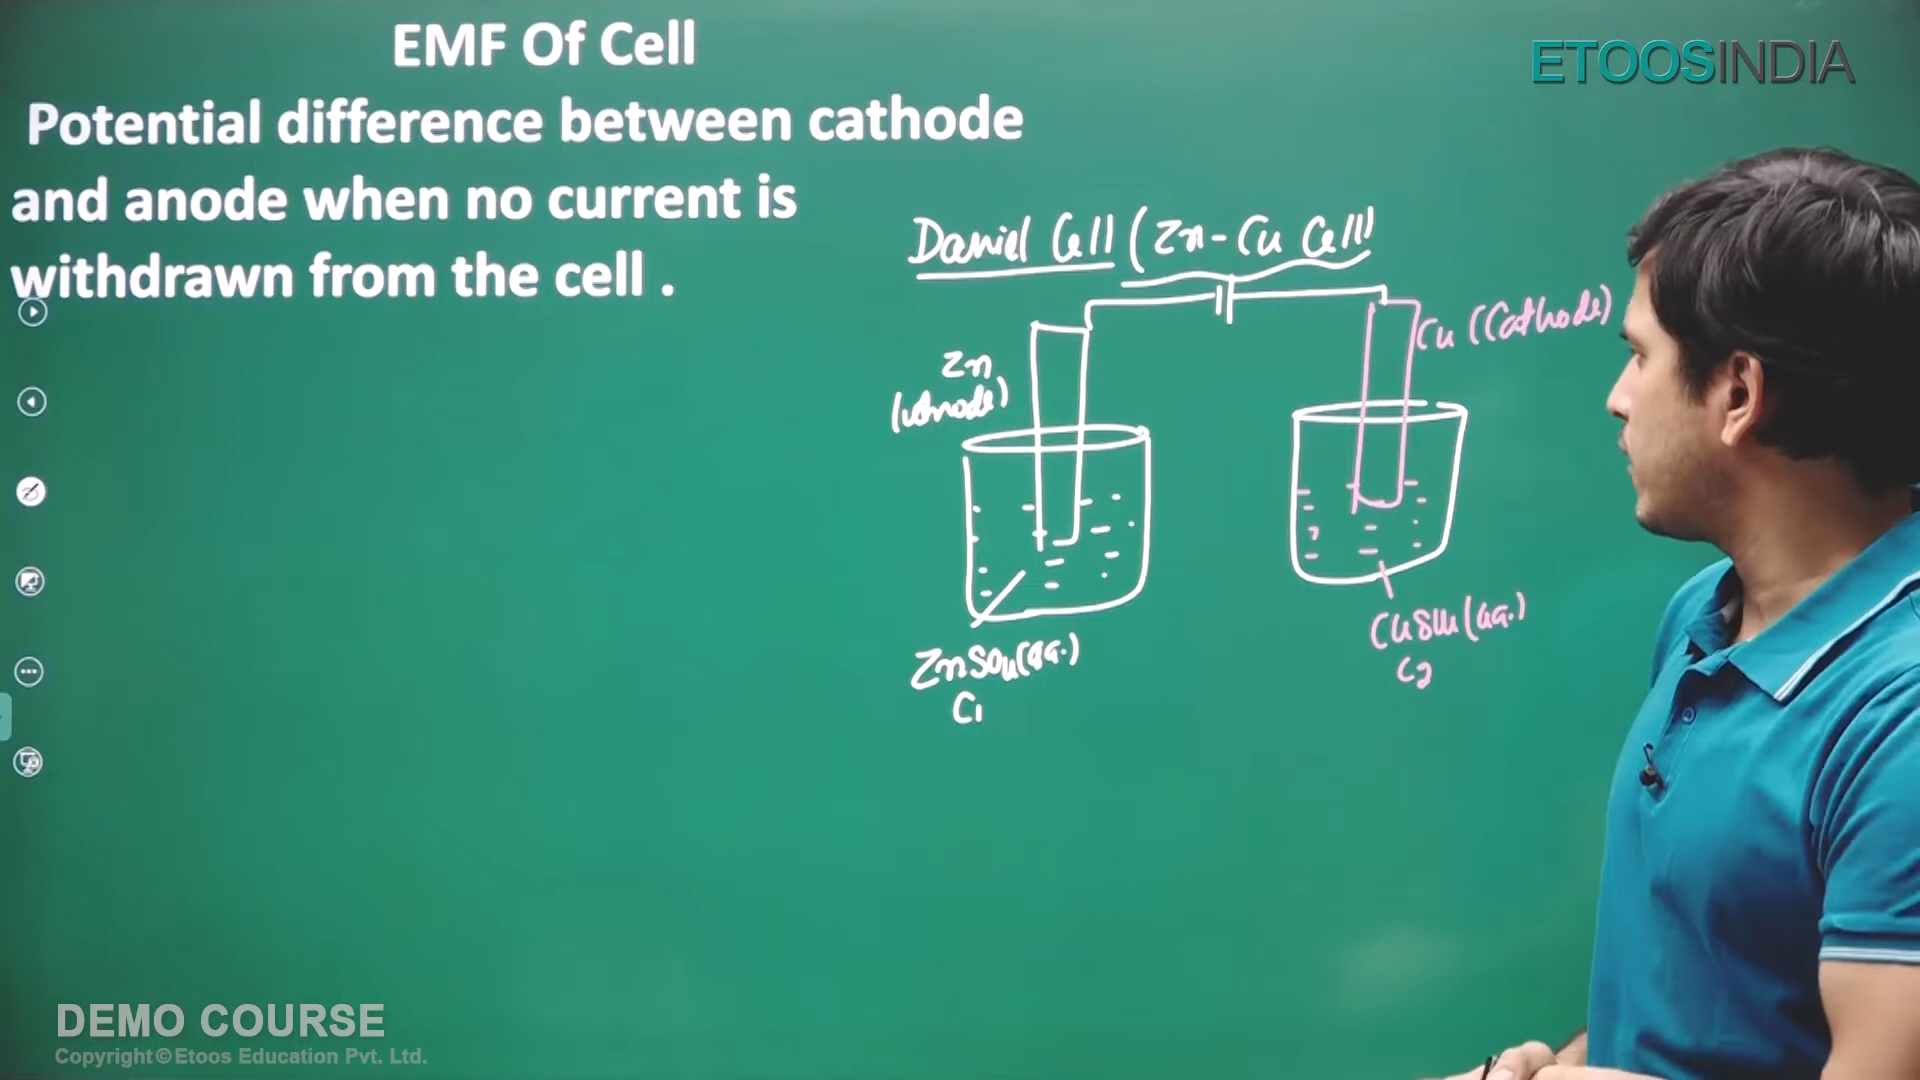 EMF Of Cell
ETOOSINDIA
Potential difference between cathode
and anode when no current is
withdrawn from the cell .
Daniel Cell (Zn-Cu Cell)
Cu (Cathode)
Zn
(Anode)
CuSO4(aq.)
C2
ZnSO4(aq.)
C1
DEMO COURSE
Copyright©Etoos Education Pvt. Ltd.